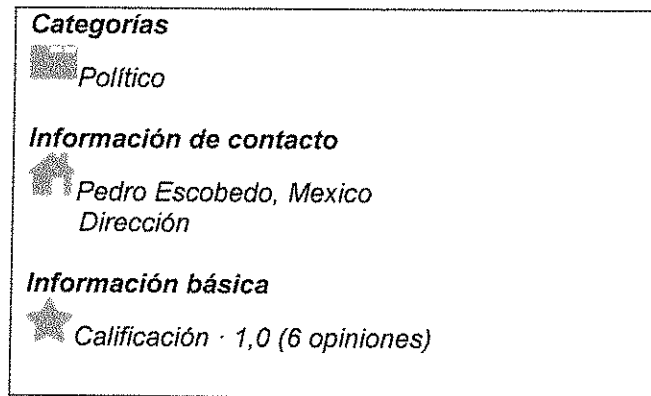 Categorías
Político
Información de contacto
Pedro Escobedo, Mexico
Dirección
Información básica
Calificación · 1,0 (6 opiniones)